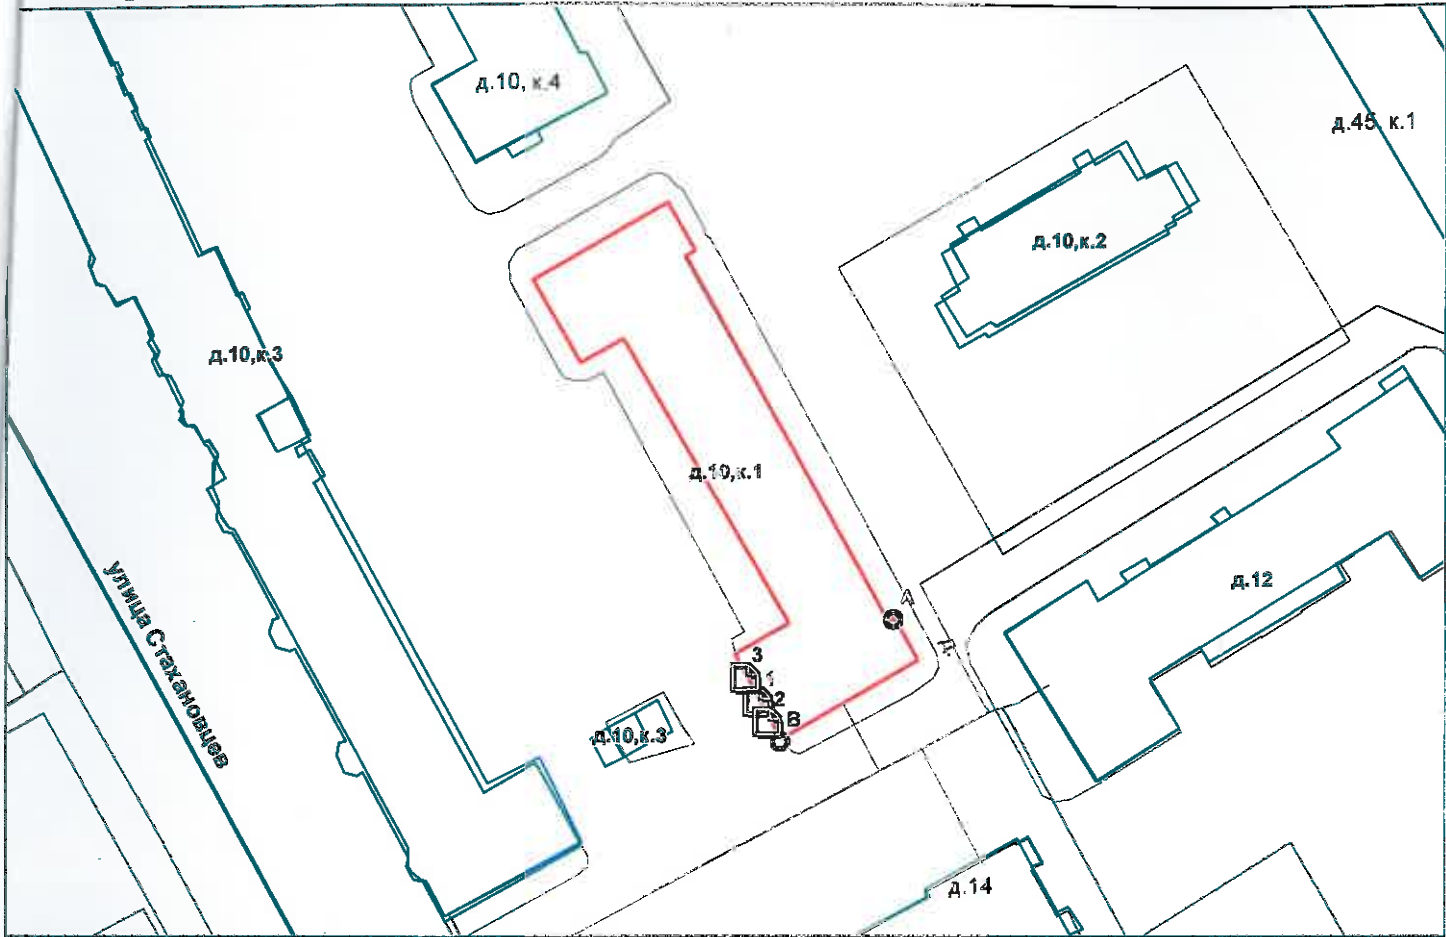 д.10, к.4
д.45, к.1
д.10,к.2
д.10,к.3
д.10,к.1
улица Стахановцев
д.12
А
Д.
3
1
2
В
д.10,к.3
д.14